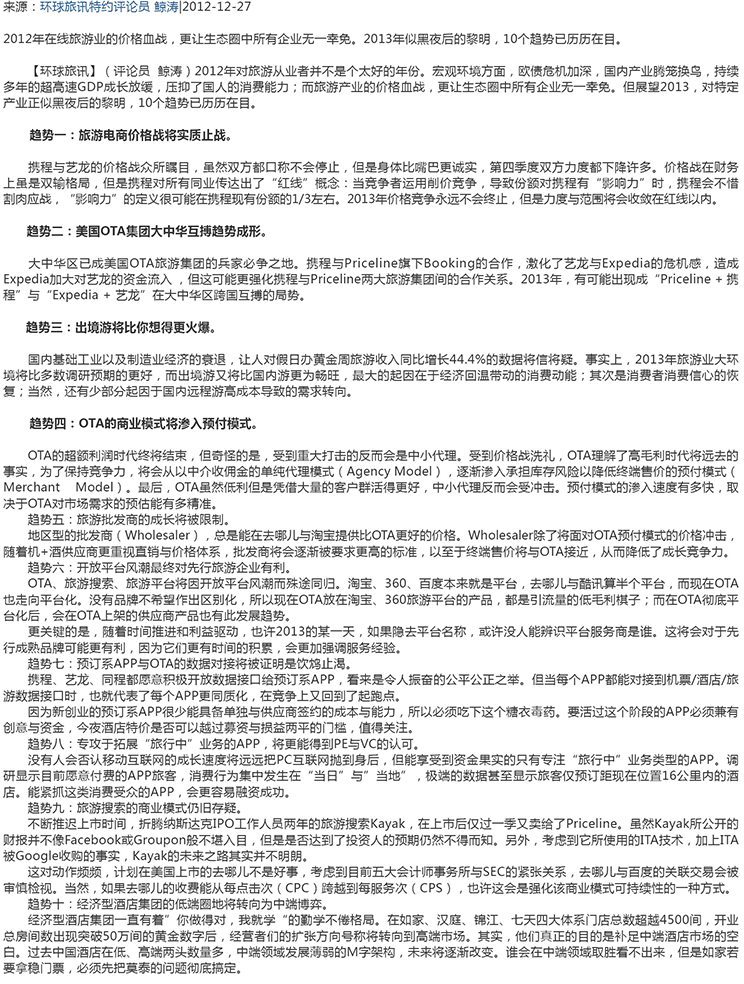 来源：环球旅讯特约评论员 鲸涛|2012-12-27
2012年在线旅游业的价格血战，更让生态圈中所有企业无一幸免。2013年似黑夜后的黎明，10个趋势已历历在目。
【环球旅讯】（评论员 鲸涛）2012年对旅游从业者并不是个太好的年份。宏观环境方面，欧债危机加深，国内产业腾笼换鸟，持续
多年的超高速GDP成长放缓，压抑了国人的消费能力；而旅游产业的价格血战，更让生态圈中所有企业无一幸免。但展望2013，对特定
产业正似黑夜后的黎明，10个趋势已历历在目。
趋势一：旅游电商价格战将实质止战。
携程与艺龙的价格战众所瞩目，虽然双方都口称不会停止，但是身体比嘴巴更诚实，第四季度双方力度都下降许多。价格战在财务
上虽是双输格局，但是携程对所有同业传达出了“红线”概念：当竞争者运用削价竞争，导致份额对携程有“影响力”时，携程会不惜
割肉应战，“影响力”的定义很可能在携程现有份额的1/3左右。2013年价格竞争永远不会终止，但是力度与范围将会收敛在红线以内。
趋势二：美国OTA集团大中华互搏趋势成形。
大中华区已成美国OTA旅游集团的兵家必争之地。携程与Priceline旗下Booking的合作，激化了艺龙与Expedia的危机感，造成
Expedia加大对艺龙的资金流入，但这可能更强化携程与Priceline两大旅游集团间的合作关系。2013年，有可能出现成“Priceline + 携
程”与“Expedia + 艺龙”在大中华区跨国互搏的局势。
趋势三：出境游将比你想得更火爆。
国内基础工业以及制造业经济的衰退，让人对假日办黄金周旅游收入同比增长44.4%的数据将信将疑。事实上，2013年旅游业大环
境将比多数调研预期的更好，而出境游又将比国内游更为畅旺，最大的起因在于经济回温带动的消费动能；其次是消费者消费信心的恢
复；当然，还有少部分起因于国内远程游高成本导致的需求转向。
趋势四：OTA的商业模式将渗入预付模式。
OTA的超额利润时代终将结束，但奇怪的是，受到重大打击的反而会是中小代理。受到价格战洗礼，OTA理解了高毛利时代将远去的
事实，为了保持竞争力，将会从以中介收佣金的单纯代理模式（Agency Model），逐渐渗入承担库存风险以降低终端售价的预付模式（
Merchant Model）。最后，OTA虽然低利但是凭借大量的客户群活得更好，中小代理反而会受冲击。预付模式的渗入速度有多快，取
决于OTA对市场需求的预估能有多精准。
趋势五：旅游批发商的成长将被限制。
地区型的批发商（Wholesaler），总是能在去哪儿与淘宝提供比OTA更好的价格。Wholesaler除了将面对OTA预付模式的价格冲击，
随着机+酒供应商更重视直销与价格体系，批发商将会逐渐被要求更高的标准，以至于终端售价将与OTA接近，从而降低了成长竞争力。
趋势六：开放平台风潮最终对先行旅游企业有利。
OTA、旅游搜索、旅游平台将因开放平台风潮而殊途同归。淘宝、360、百度本来就是平台，去哪儿与酷讯算半个平台，而现在OTA
也走向平台化。没有品牌不希望作出区别化，所以现在OTA放在淘宝、360旅游平台的产品，都是引流量的低毛利棋子；而在OTA彻底平
台化后，会在OTA上架的供应商产品也有此发展趋势。
更关键的是，随着时间推进和利益驱动，也许2013的某一天，如果隐去平台名称，或许没人能辨识平台服务商是谁。这将会对于先
行成熟品牌可能更有利，因为它们更有时间的积累，会更加强调服务经验。
趋势七：预订系APP与OTA的数据对接将被证明是饮鸩止渴。
携程、艺龙、同程都愿意积极开放数据接口给预订系APP，看来是令人振奋的公平公正之举。但当每个APP都能对接到机票/酒店/旅
游数据接口时，也就代表了每个APP更同质化，在竞争上又回到了起跑点。
因为新创业的预订系APP很少能具备单独与供应商签约的成本与能力，所以必须吃下这个糖衣毒药。要活过这个阶段的APP必须兼有
创意与资金，今夜酒店特价是否可以越过募资与损益两平的门槛，值得关注。
趋势八：专攻于拓展“旅行中”业务的APP，将更能得到PE与VC的认可。
没有人会否认移动互联网的成长速度将远远把PC互联网抛到身后，但能享受到资金果实的只有专注“旅行中”业务类型的APP。调
研显示目前愿意付费的APP旅客，消费行为集中发生在“当日”与”当地”，极端的数据甚至显示旅客仅预订距现在位置16公里内的酒
店。能紧抓这类消费受众的APP，会更容易融资成功。
趋势九：旅游搜索的商业模式仍旧存疑。
不断推迟上市时间，折腾纳斯达克IPO工作人员两年的旅游搜索Kayak，在上市后仅过一季又卖给了Priceline。虽然Kayak所公开的
财报并不像Facebook或Groupon般不堪入目，但是是否达到了投资人的预期仍然不得而知。另外，考虑到它所使用的ITA技术，加上ITA
被Google收购的事实，Kayak的未来之路其实并不明朗。
这对动作频频，计划在美国上市的去哪儿不是好事，考虑到目前五大会计师事务所与SEC的紧张关系，去哪儿与百度的关联交易会被
审慎检视。当然，如果去哪儿的收费能从每点击次（CPC）跨越到每服务次（CPS），也许这会是强化该商业模式可持续性的一种方式。
趋势十：经济型酒店集团的低端圈地将转向为中端博弈。
经济型酒店集团一直有着”你做得对，我就学“的勤学不倦格局。在如家、汉庭、锦江、七天四大体系门店总数超越4500间，开业
总房间数出现突破50万间的黄金数字后，经营者们的扩张方向号称将转向到高端市场。其实，他们真正的目的是补足中端酒店市场的空
白。过去中国酒店在低、高端两头数量多，中端领域发展薄弱的M字架构，未来将逐渐改变。谁会在中端领域取胜看不出来，但是如家若
要拿稳门票，必须先把莫泰的问题彻底搞定。